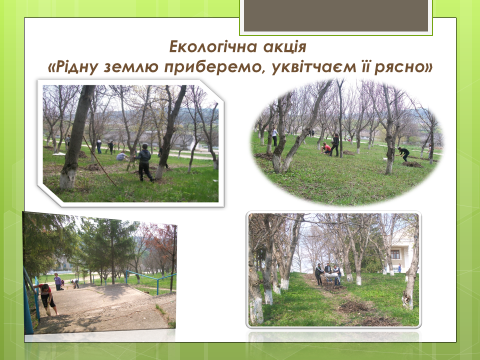 Екологічна акція
«Рідну землю приберемо, уквітчаєм її рясно»